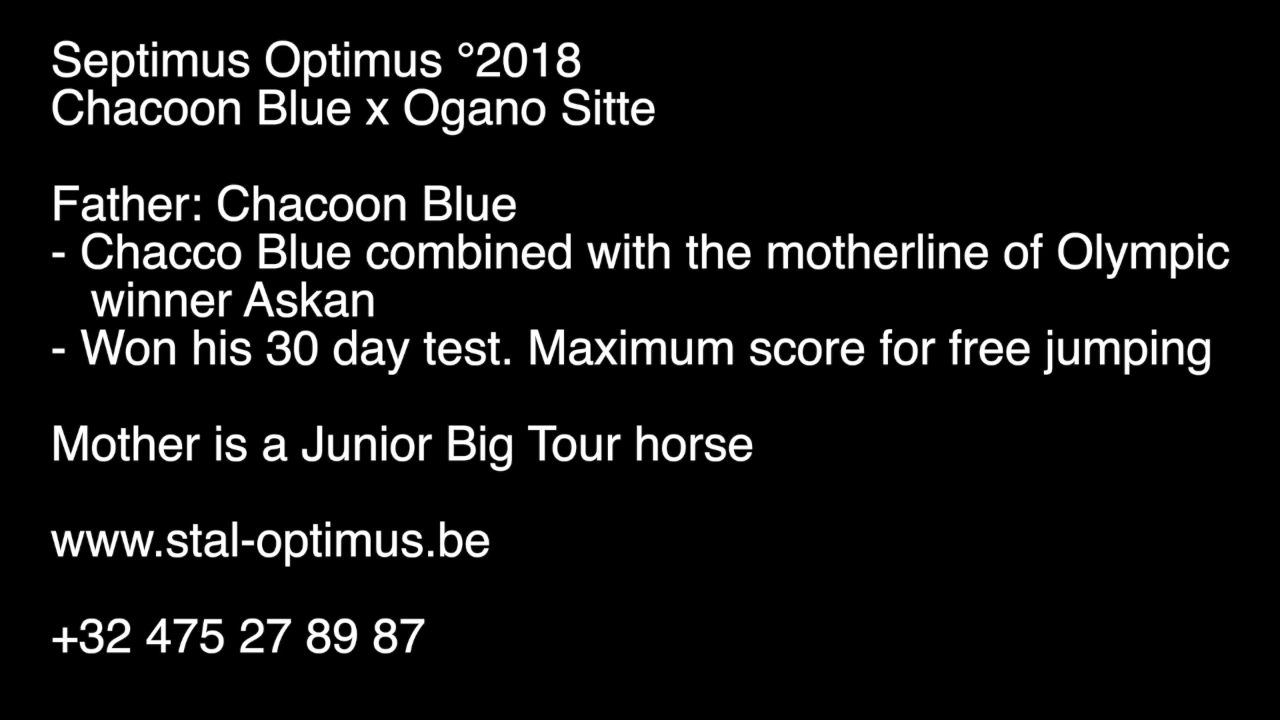 Septimus Optimus °2018
Chacoon Blue x Ogano Sitte
Father: Chacoon Blue
- Chacco Blue combined with the motherline of Olympic
winner Askan
- Won his 30 day test. Maximum score for free jumping
Mother is a Junior Big Tour horse
www.stal-optimus.be
+32 475 27 89 87